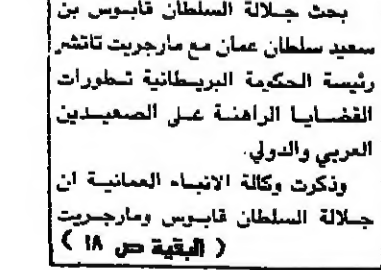 بحث جلالة السلطان قابوس بن
سعيد سلطان عمان مع مارجريت تاتشر
رئيسة الحكومة البريطانية تطورات
القضايا الراهنة على الصعيدين
العربي والدولي.
وذكرت وكالة الانباء العمانية ان
جلالة السلطان قابوس ومارجريت
( البقية ص ١٨ )